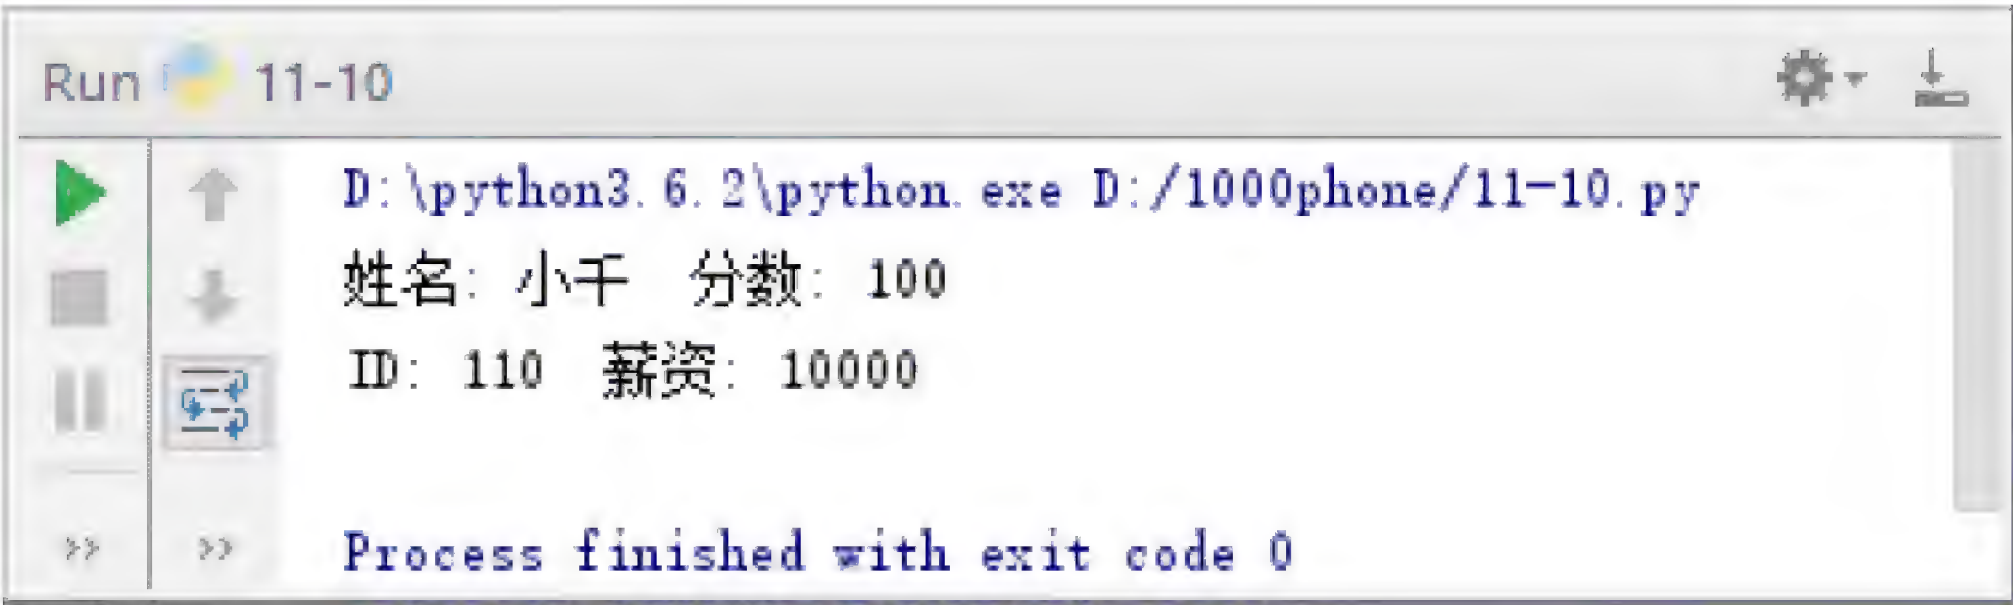 Run 11-10
D:\python3.6.2\python.exe D:/1000phone/11-10.py
姓名: 小千 分数: 100
ID: 110 薪资: 10000
Process finished with exit code 0